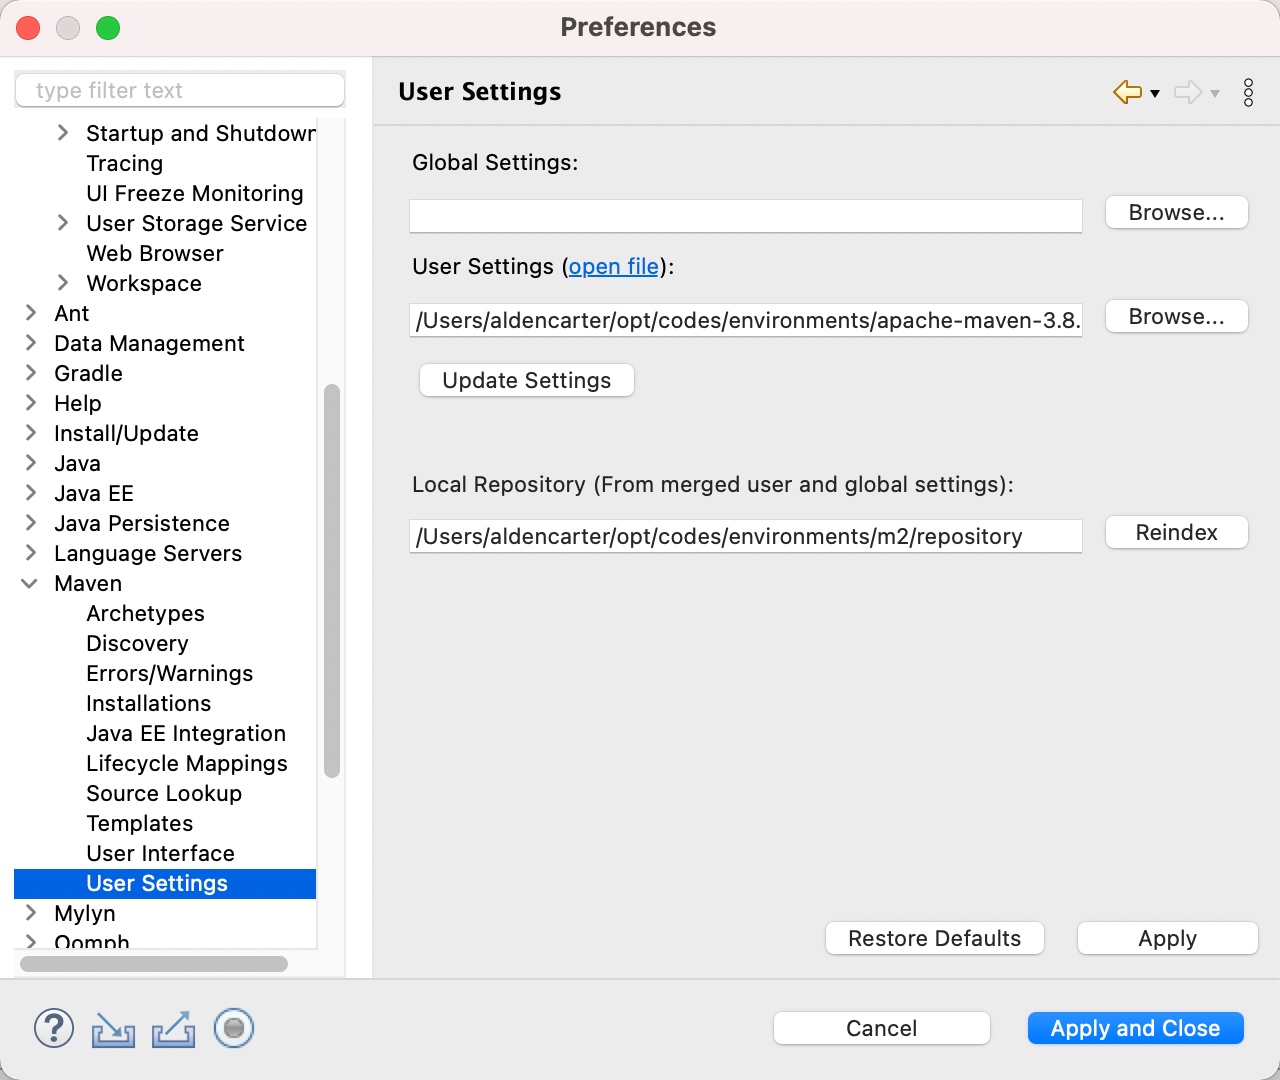 Preferences
type filter text
Startup and Shutdown
Tracing
UI Freeze Monitoring
User Storage Service
Web Browser
Workspace
Ant
Data Management
Gradle
Help
Install/Update
Java
Java EE
Java Persistence
Language Servers
Maven
Archetypes
Discovery
Errors/Warnings
Installations
Java EE Integration
Lifecycle Mappings
Source Lookup
Templates
User Interface
User Settings
Mylyn
Oomph
User Settings
Global Settings:
Browse...
User Settings (open file):
/Users/aldencarter/opt/codes/environments/apache-maven-3.8.
Browse...
Update Settings
Local Repository (From merged user and global settings):
/Users/aldencarter/opt/codes/environments/m2/repository
Reindex
Restore Defaults
Apply
?
Cancel
Apply and Close